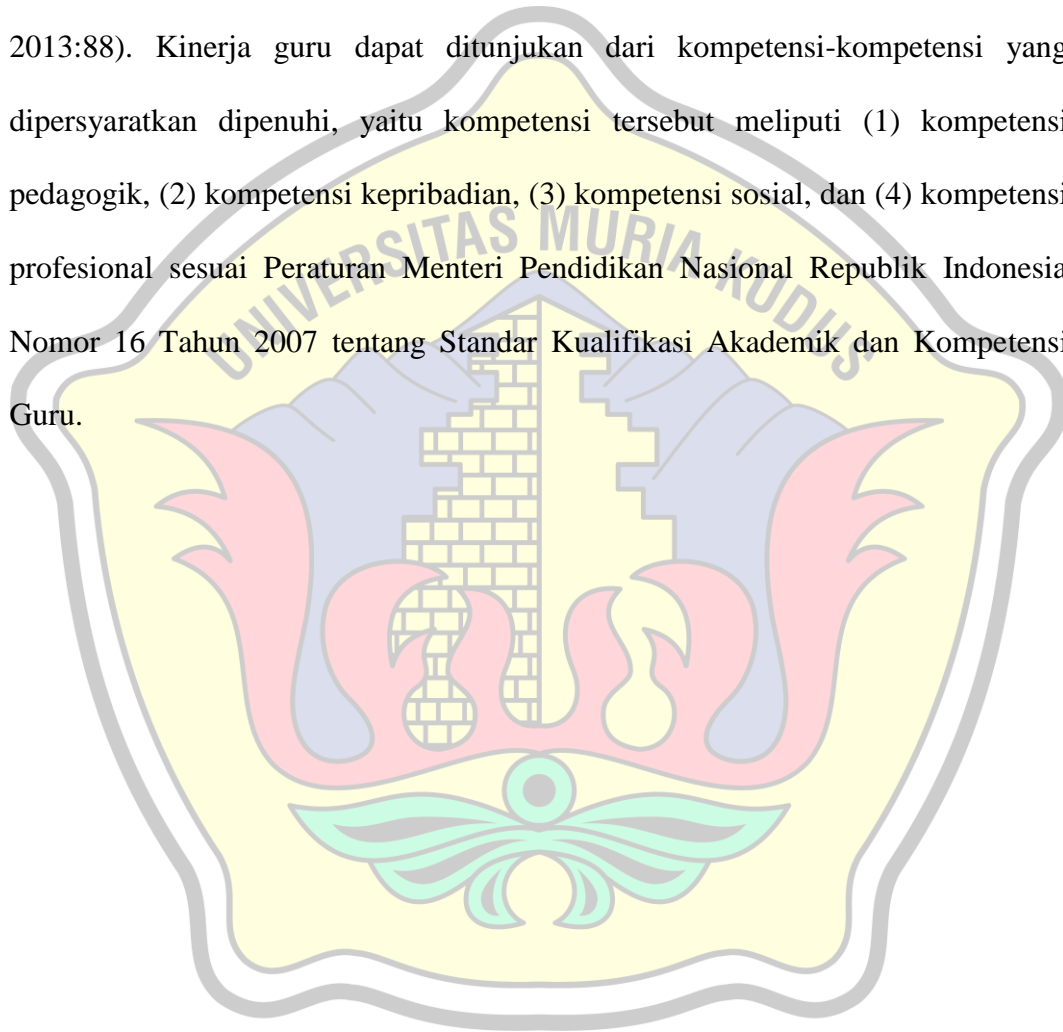 2013:88). Kinerja guru dapat ditunjukan dari kompetensi-kompetensi yang
dipersyaratkan dipenuhi, yaitu kompetensi tersebut meliputi (1) kompetensi
pedagogik, (2) kompetensi kepribadian, (3) kompetensi sosial, dan (4) kompetensi
profesional sesuai Peraturan Menteri Pendidikan Nasional Republik Indonesia
Nomor 16 Tahun 2007 tentang Standar Kualifikasi Akademik dan Kompetensi
Guru.
UNIVERSITAS MURIA KUDUS